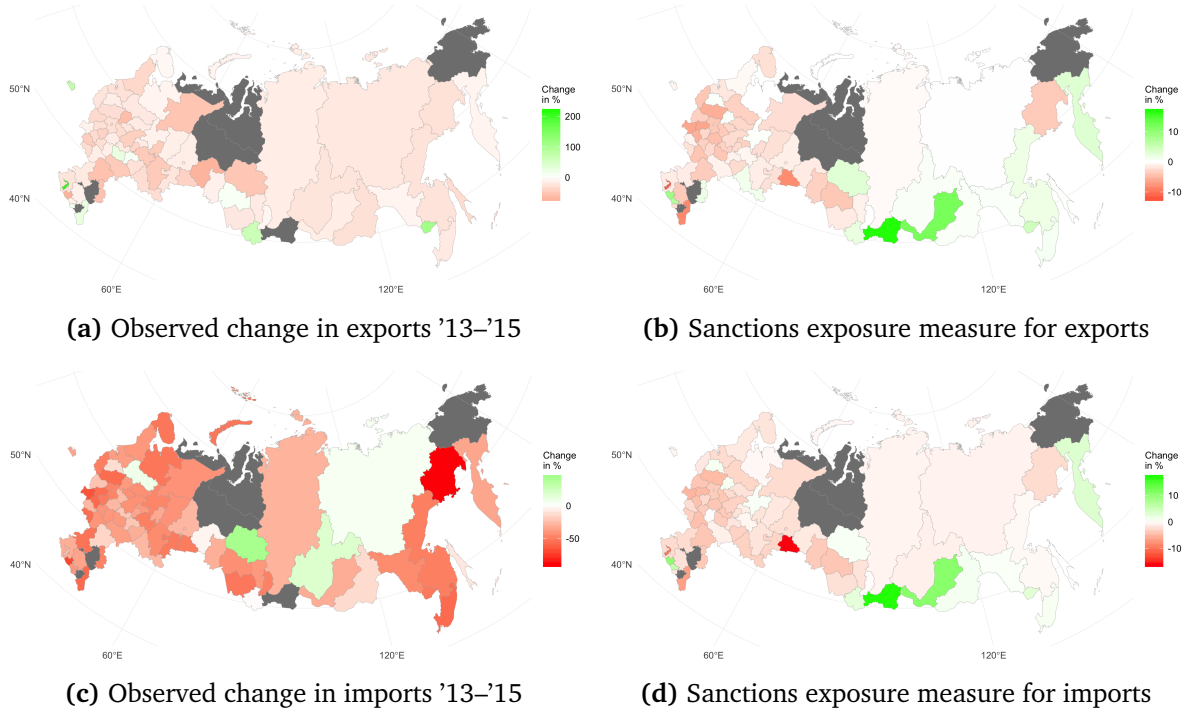 50°N
40°N
60°E
120°E
Change
in %
200
100
0
50°N
40°N
60°E
120°E
Change
in %
10
0
-10
(a) Observed change in exports ’13–’15
(b) Sanctions exposure measure for exports
50°N
40°N
60°E
120°E
Change
in %
0
-50
50°N
40°N
60°E
120°E
Change
in %
10
0
-10
(c) Observed change in imports ’13–’15
(d) Sanctions exposure measure for imports